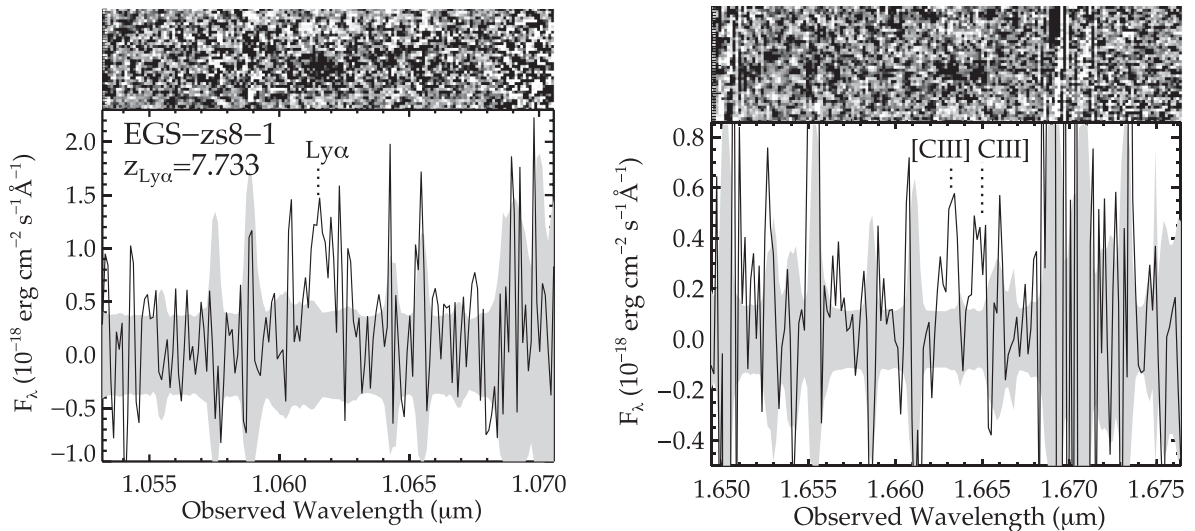 EGS−zs8−1
z_Lyα=7.733
Lyα
2.0
1.5
1.0
0.5
0.0
−0.5
−1.0
F_λ (10^−18 erg cm^−2 s^−1 Å^−1)
1.055 1.060 1.065 1.070
Observed Wavelength (μm)
[CIII] CIII]
0.8
0.6
0.4
0.2
0.0
−0.2
−0.4
F_λ (10^−18 erg cm^−2 s^−1 Å^−1)
1.650 1.655 1.660 1.665 1.670 1.675
Observed Wavelength (μm)